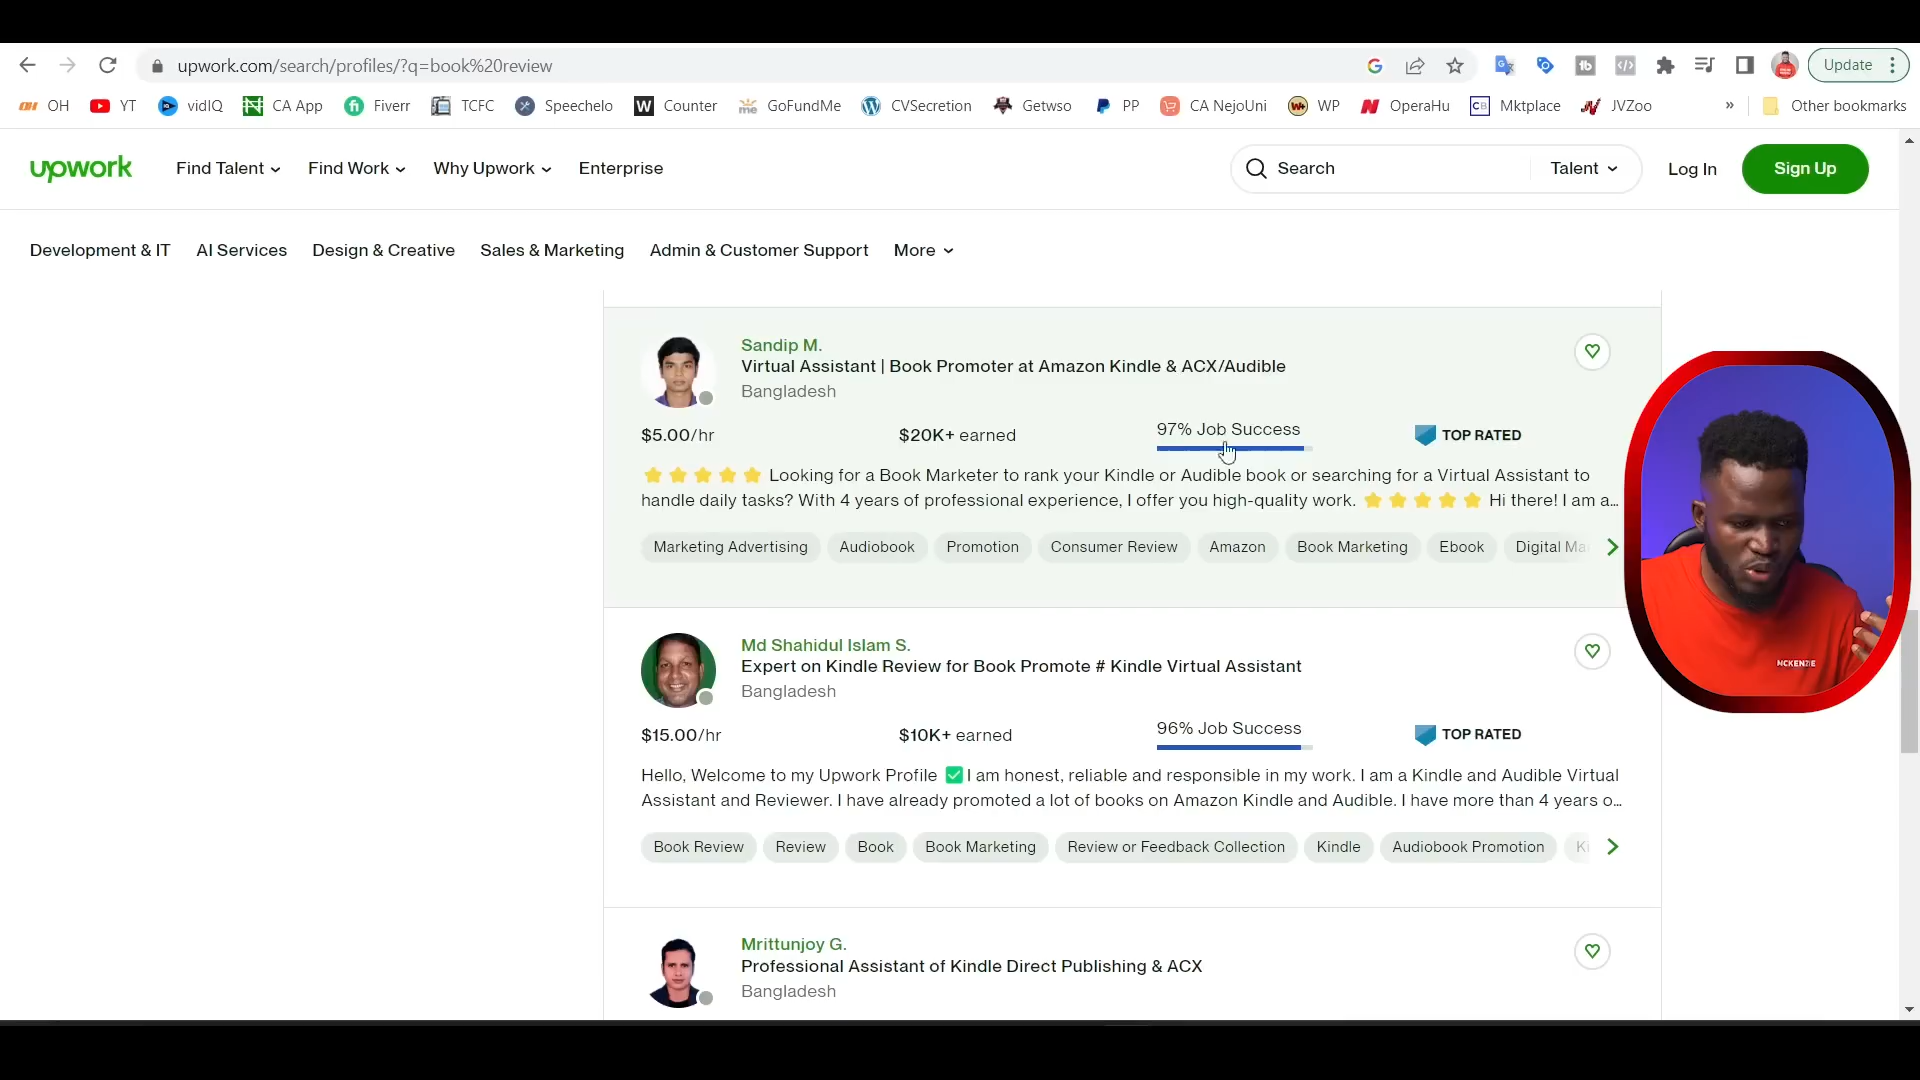 upwork.com/search/profiles/?q=book%20review
Update
OH YT vidIQ CA App Fiverr TCFC Speechelo Counter GoFundMe CVSecretion Getwso PP CA NejoUni WP OperaHu Mktplace JVZoo » Other bookmarks
upwork Find Talent Find Work Why Upwork Enterprise Search Talent Log In Sign Up
Development & IT AI Services Design & Creative Sales & Marketing Admin & Customer Support More
Sandip M.
Virtual Assistant | Book Promoter at Amazon Kindle & ACX/Audible
Bangladesh
$5.00/hr $20K+ earned 97% Job Success TOP RATED
Looking for a Book Marketer to rank your Kindle or Audible book or searching for a Virtual Assistant to
handle daily tasks? With 4 years of professional experience, I offer you high-quality work. Hi there! I am a...
Marketing Advertising Audiobook Promotion Consumer Review Amazon Book Marketing Ebook Digital Ma
Md Shahidul Islam S.
Expert on Kindle Review for Book Promote # Kindle Virtual Assistant
Bangladesh
$15.00/hr $10K+ earned 96% Job Success TOP RATED
Hello, Welcome to my Upwork Profile ✅ I am honest, reliable and responsible in my work. I am a Kindle and Audible Virtual
Assistant and Reviewer. I have already promoted a lot of books on Amazon Kindle and Audible. I have more than 4 years o...
Book Review Review Book Book Marketing Review or Feedback Collection Kindle Audiobook Promotion Ki
Mrittunjoy G.
Professional Assistant of Kindle Direct Publishing & ACX
Bangladesh
MCKENZIE